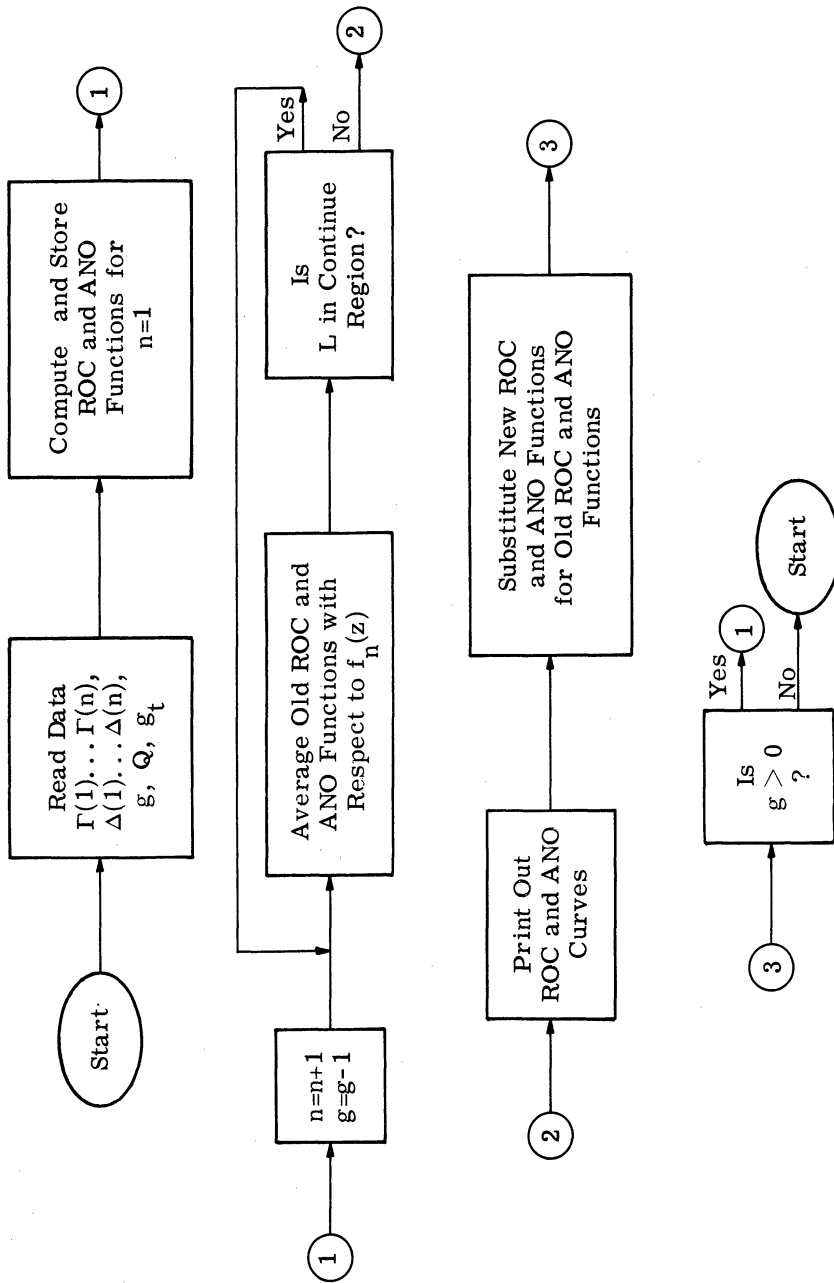 Start
Read Data
Γ(1)...Γ(n),
Δ(1)...Δ(n),
g, Q, g_t
Compute and Store
ROC and ANO
Functions for
n=1
1
1
n=n+1
g=g-1
Average Old ROC and
ANO Functions with
Respect to f_n(z)
Is
L in Continue
Region?
Yes
No
2
2
Print Out
ROC and ANO
Curves
Substitute New ROC
and ANO Functions
for Old ROC and ANO
Functions
3
3
Is
g > 0
?
Yes
No
1
Start